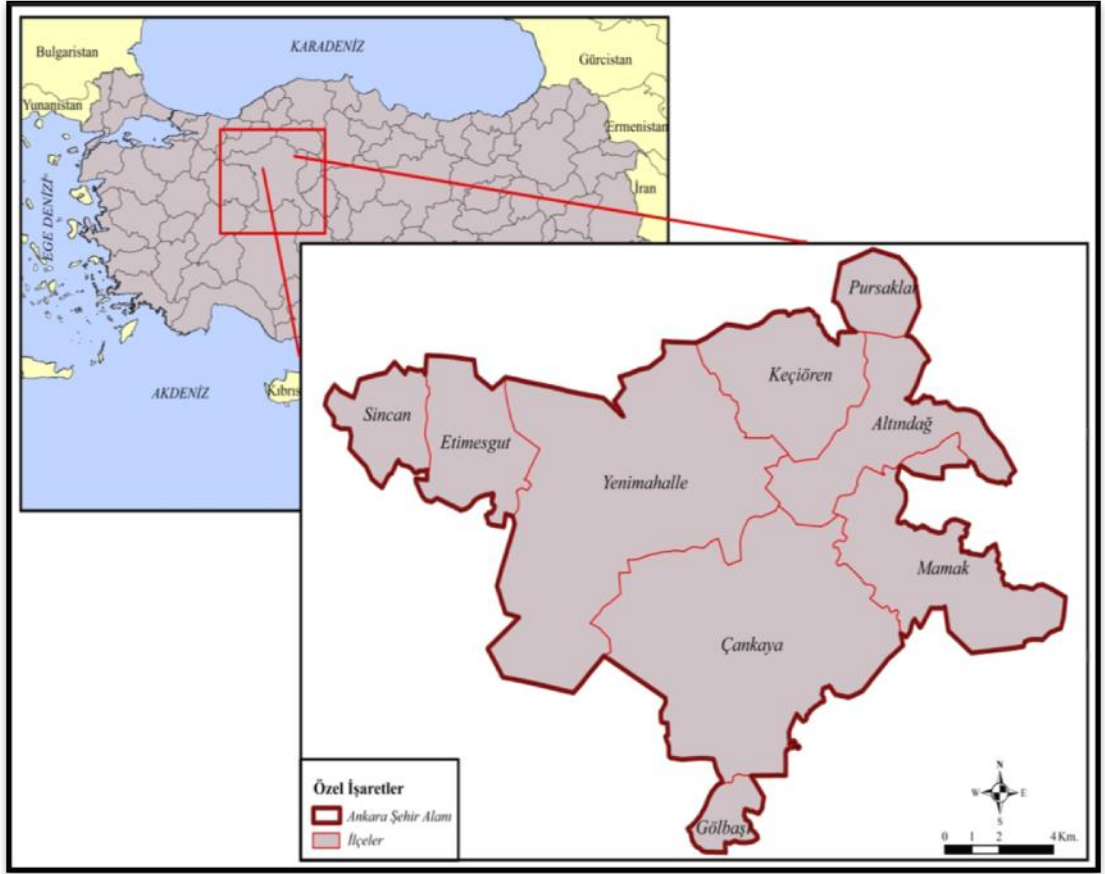 KARADENİZ
Bulgaristan
Gürcistan
Yunanistan
Ermenistan
İran
EGE DENİZİ
AKDENİZ
Kıbrıs
Pursaklar
Keçiören
Sincan
Altındağ
Etimesgut
Yenimahalle
Mamak
Çankaya
Gölbaşı
Özel İşaretler
Ankara Şehir Alanı
İlçeler
N
W E
S
0 1 2 4 Km.